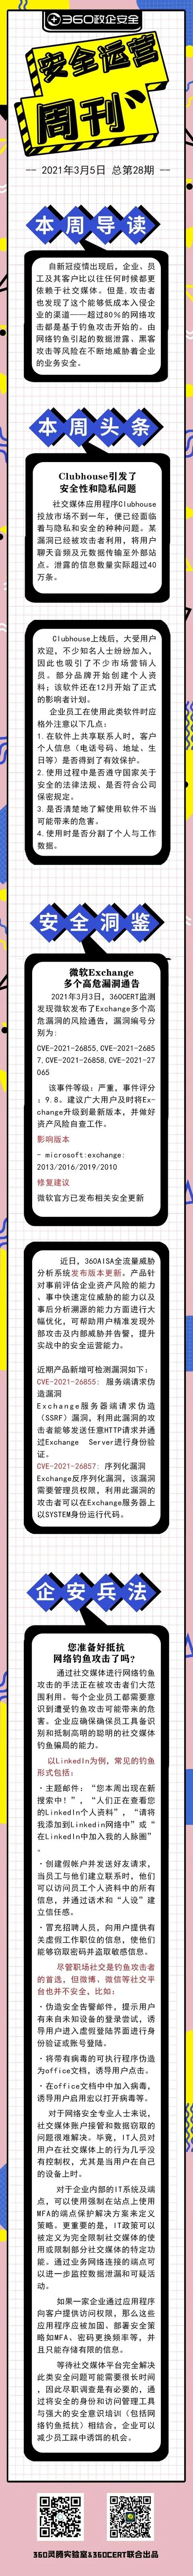 360政企安全
安全运营
周刊
-- 2021年3月5日 总第28期 --
本周导读
自新冠疫情出现后，企业、员
工及其客户比以往任何时候都更
依赖于社交媒体。但是,攻击者
也发现了这个能够低成本入侵企
业的渠道——超过80%的网络攻
击都是基于钓鱼攻击开始的。由
网络钓鱼引起的数据泄露、黑客
攻击等风险在不断地威胁着企业
的业务安全。
本周头条
Clubhouse引发了
安全性和隐私问题
社交媒体应用程序Clubhouse
投放市场不到一年，便已经面临
着与隐私和安全的种种问题。某
漏洞已经被攻击者利用，将用户
聊天音频及元数据传输至外部站
点。泄露的信息数量实际超过40
万条。
Clubhouse上线后，大受用户
欢迎，不少知名人士纷纷加入，
因此也吸引了不少市场营销人
员。部分品牌开始创建个人资
料；该软件还在12月开始了正式
的影响者计划。
企业员工在使用此类软件时应
格外注意以下几点：
1.在软件上共享联系人时，客户
个人信息（电话号码、地址、生
日等）是否得到了有效保护。
2.使用过程中是否遵守国家关于
安全的法律法规、是否符合公司
保密规定。
3.是否清楚地了解使用软件不当
可能带来的危害。
4.使用时是否分割了个人与工作
数据。
安全洞鉴
微软Exchange
多个高危漏洞通告
2021年3月3日，360CERT监测
发现微软发布了Exchange多个高
危漏洞的风险通告，漏洞编号分
别为：
CVE-2021-26855,CVE-2021-2685
7,CVE-2021-26858,CVE-2021-27
065
该事件等级：严重，事件评分
：9.8。建议广大用户及时将Ex-
change升级到最新版本，并做好
资产风险自查工作。
影响版本
- microsoft:exchange:
2013/2016/2019/2010
修复建议
微软官方已发布相关安全更新
近日，360AISA全流量威胁
分析系统发布版本更新。产品针
对事前评估企业资产风险的能力
、事中快速定位威胁的能力以及
事后分析溯源的能力方面进行大
幅优化，可帮助用户精准发现外
部攻击及内部威胁并告警，提升
实战中的安全运营能力。
近期产品新增可检测漏洞如下：
CVE-2021-26855: 服务端请求伪
造漏洞
Exchange服务器端请求伪造
（SSRF）漏洞，利用此漏洞的攻
击者能够发送任意HTTP请求并通
过Exchange Server进行身份验
证。
CVE-2021-26857: 序列化漏洞
Exchange反序列化漏洞，该漏洞
需要管理员权限，利用此漏洞的
攻击者可以在Exchange服务器上
以SYSTEM身份运行代码。
企安兵法
您准备好抵抗
网络钓鱼攻击了吗?
通过社交媒体进行网络钓鱼
攻击的手法正在被攻击者们大范
围利用。每个企业员工都需要意
识到遭受钓鱼攻击可能带来的危
害。企业应确保确保员工具备识
别和抵制高明的聪明的社交媒体
钓鱼骗局的能力。
以LinkedIn为例，常见的钓鱼
形式包括：
·主题邮件：“您本周出现在新
搜索中！”，“人们正在查看您
的LinkedIn个人资料”，“请将
我添加到Linkedin网络中”或“
在LinkedIn中加入我的人脉圈”
。
·创建假帐户并发送好友请求，
当员工与他们建立联系时，他们
可以访问员工个人资料中的所有
信息，并通过话术和“人设”建
立信任感。
·冒充招聘人员，向用户提供有
关虚假工作职位的信息，使他们
能够窃取密码并盗取敏感信息。
尽管职场社交是钓鱼攻击者
的首选，但微博、微信等社交平
台也并不安全，比如：
·伪造安全告警邮件，提示用户
有来自未知设备的登录尝试，诱
导用户进入虚假登陆界面进行身
份验证或账号登陆。
·将带有病毒的可执行程序伪造
为office文档，诱导用户点击。
·在office文档中中加入病毒，
诱导用户启用宏以打开病毒等。
对于网络安全专业人士来说，
社交媒体账户接管和数据窃取的
问题很难解决。毕竟，IT人员对
用户在社交媒体上的行为几乎没
有控制权，尤其是当用户在自己
的设备上时。
对于企业内部的IT系统及端
点，可以使用强制在站点上使用
MFA的端点保护解决方案来定义
策略。更重要的是，IT政策可以
被定义为完全限制社交媒体的使
用或限制部分社交媒体的特定功
能。通过业务网络连接的端点可
以进一步监控数据泄漏和可疑活
动。
如果一家企业通过应用程序
向客户提供访问权限，那么这些
应用程序应被加固、部署安全策
略如MFA、密码更换频率等，并
且只能存储有限的信息。
等待社交媒体平台完全解决
此类安全问题可能需要很长时间
，因此尽职调查是有必要的，通
过将安全的身份和访问管理工具
与强大的安全意识培训（包括网
络钓鱼抵抗）相结合，企业可以
减少员工踩中诱饵的机会。
360灵腾实验室&360CERT联合出品